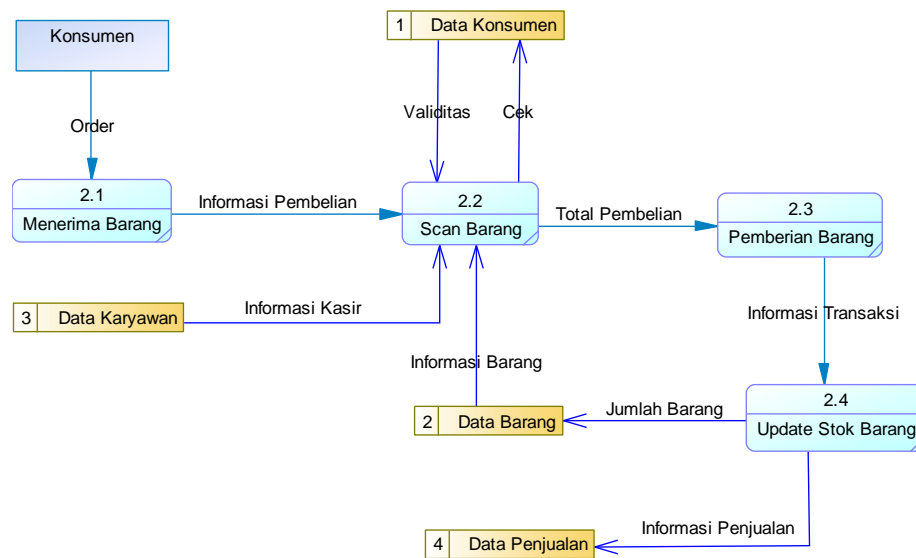 1 Data Konsumen
Konsumen
Validitas
Cek
Order
2.1
Menerima Barang
Informasi Pembelian
2.2
Scan Barang
Total Pembelian
2.3
Pemberian Barang
3 Data Karyawan
Informasi Kasir
Informasi Transaksi
Informasi Barang
2 Data Barang
Jumlah Barang
2.4
Update Stok Barang
Informasi Penjualan
4 Data Penjualan